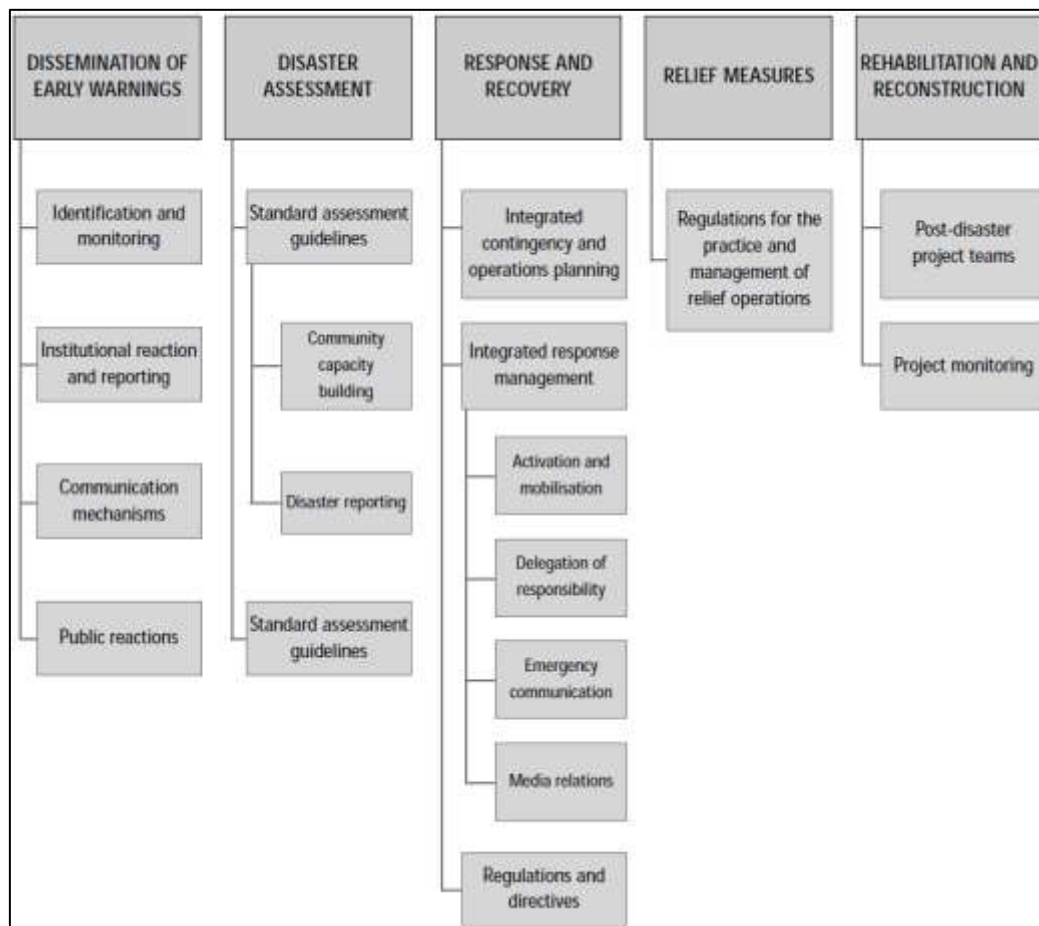 DISSEMINATION OF
EARLY WARNINGS
Identification and
monitoring
Institutional reaction
and reporting
Communication
mechanisms
Public reactions
DISASTER
ASSESSMENT
Standard assessment
guidelines
Community
capacity
building
Disaster reporting
Standard assessment
guidelines
RESPONSE AND
RECOVERY
Integrated
contingency and
operations planning
Integrated response
management
Activation and
mobilisation
Delegation of
responsibility
Emergency
communication
Media relations
Regulations and
directives
RELIEF MEASURES
Regulations for the
practice and
management of
relief operations
REHABILITATION AND
RECONSTRUCTION
Post-disaster
project teams
Project monitoring